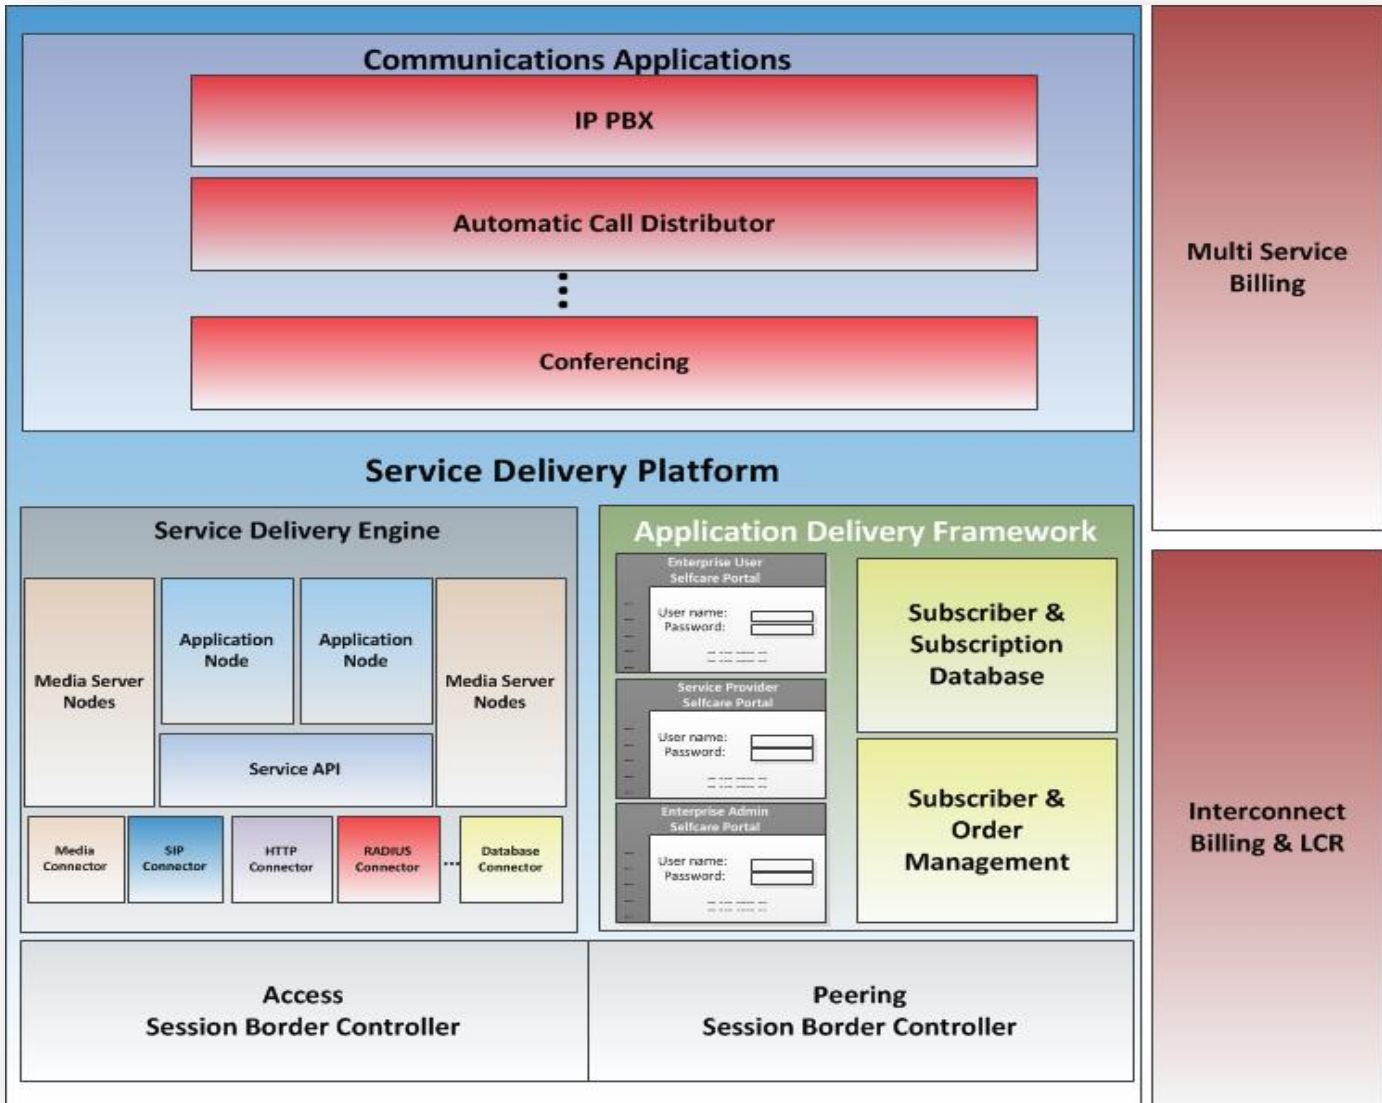 Communications Applications
IP PBX
Automatic Call Distributor
Conferencing
Service Delivery Platform
Service Delivery Engine
Media Server
Nodes
Application
Node
Application
Node
Media Server
Nodes
Service API
Media
Connector
SIP
Connector
HTTP
Connector
RADIUS
Connector
...
Database
Connector
Application Delivery Framework
Enterprise User
Selfcare Portal
User name:
Password:
Service Provider
Selfcare Portal
User name:
Password:
Enterprise Admin
Selfcare Portal
User name:
Password:
Subscriber &
Subscription
Database
Subscriber &
Order
Management
Access
Session Border Controller
Peering
Session Border Controller
Multi Service
Billing
Interconnect
Billing & LCR